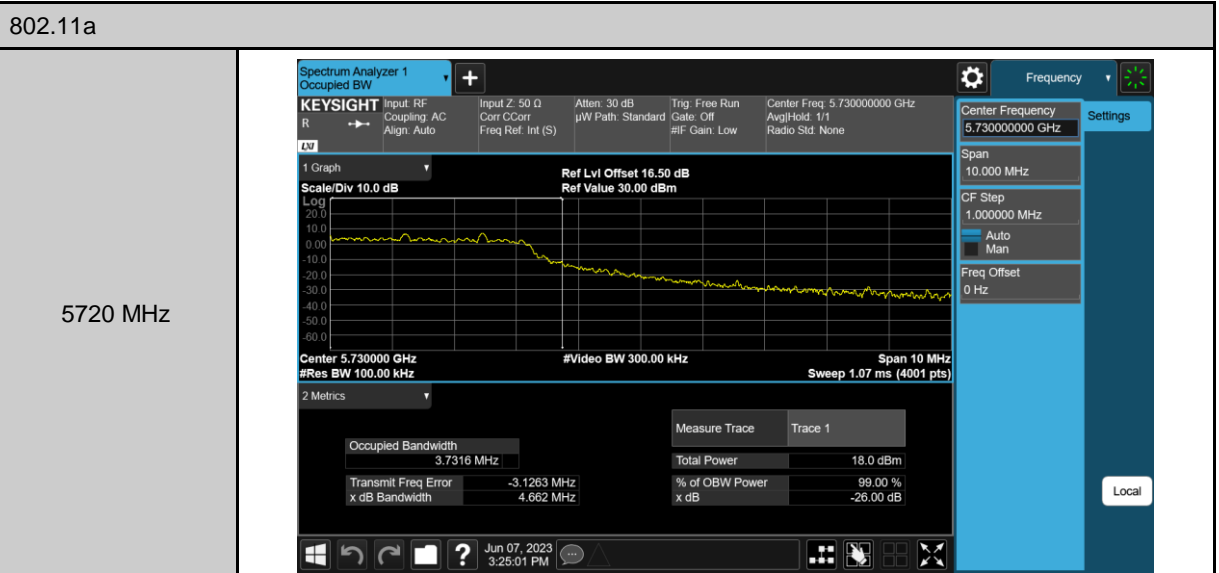 802.11a
5720 MHz
Spectrum Analyzer 1
Occupied BW
Frequency
KEYSIGHT
R
LXI
Input: RF
Coupling: AC
Align: Auto
Input Z: 50 Ω
Corr CCorr
Freq Ref: Int (S)
Atten: 30 dB
µW Path: Standard
Trig: Free Run
Gate: Off
#IF Gain: Low
Center Freq: 5.730000000 GHz
Avg|Hold: 1/1
Radio Std: None
Center Frequency
5.730000000 GHz
Settings
Span
10.000 MHz
CF Step
1.000000 MHz
Auto
Man
Freq Offset
0 Hz
1 Graph
Scale/Div 10.0 dB
Ref Lvl Offset 16.50 dB
Ref Value 30.00 dBm
Log
20.0
10.0
0.00
-10.0
-20.0
-30.0
-40.0
-50.0
-60.0
Center 5.730000 GHz
#Res BW 100.00 kHz
#Video BW 300.00 kHz
Span 10 MHz
Sweep 1.07 ms (4001 pts)
2 Metrics
Measure Trace Trace 1
Occupied Bandwidth
3.7316 MHz
Total Power 18.0 dBm
Transmit Freq Error -3.1263 MHz
% of OBW Power 99.00 %
x dB Bandwidth 4.662 MHz
x dB -26.00 dB
Local
?
Jun 07, 2023
3:25:01 PM